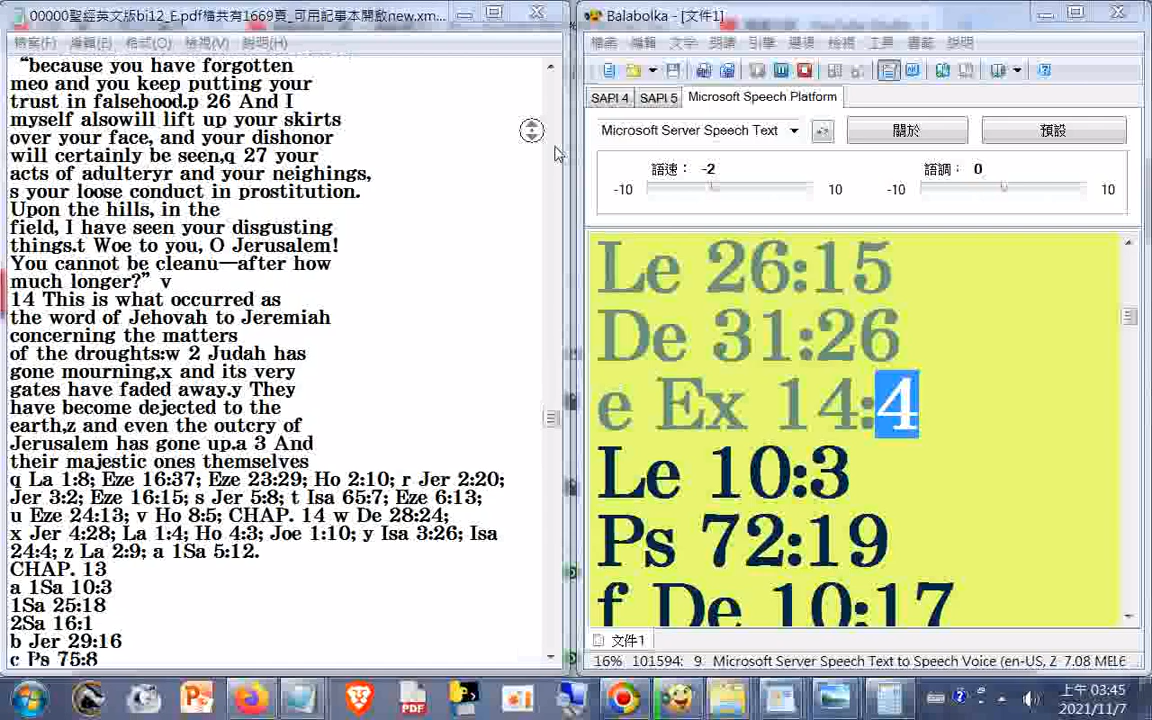 00000聖經英文版bi12_E.pdf檔共有1669頁_可用記事本開啟new.xm...
檔案(F) 編輯(E) 格式(O) 檢視(V) 說明(H)
“because you have forgotten
meo and you keep putting your
trust in falsehood.p 26 And I
myself alsowill lift up your skirts
over your face, and your dishonor
will certainly be seen,q 27 your
acts of adulteryr and your neighings,
s your loose conduct in prostitution.
Upon the hills, in the
field, I have seen your disgusting
things.t Woe to you, O Jerusalem!
You cannot be cleanu—after how
much longer?” v
14 This is what occurred as
the word of Jehovah to Jeremiah
concerning the matters
of the droughts:w 2 Judah has
gone mourning,x and its very
gates have faded away.y They
have become dejected to the
earth,z and even the outcry of
Jerusalem has gone up.a 3 And
their majestic ones themselves
q La 1:8; Eze 16:37; Eze 23:29; Ho 2:10; r Jer 2:20;
Jer 3:2; Eze 16:15; s Jer 5:8; t Isa 65:7; Eze 6:13;
u Eze 24:13; v Ho 8:5; CHAP. 14 w De 28:24;
x Jer 4:28; La 1:4; Ho 4:3; Joe 1:10; y Isa 3:26; Isa
24:4; z La 2:9; a 1Sa 5:12.
CHAP. 13
a 1Sa 10:3
1Sa 25:18
2Sa 16:1
b Jer 29:16
c Ps 75:8
Balabolka - [文件1]
檔案 編輯 文字 朗讀 引擎 選項 檢視 工具 書籤 說明
SAPI 4 SAPI 5 Microsoft Speech Platform
Microsoft Server Speech Text 關於 預設
語速： -2 語調： 0
-10 10 -10 10
Le 26:15
De 31:26
e Ex 14:4
Le 10:3
Ps 72:19
f De 10:17
文件1
16% 101594: 9 Microsoft Server Speech Text to Speech Voice (en-US, Z 7.08 MEL6
PDF
上午 03:45
2021/11/7